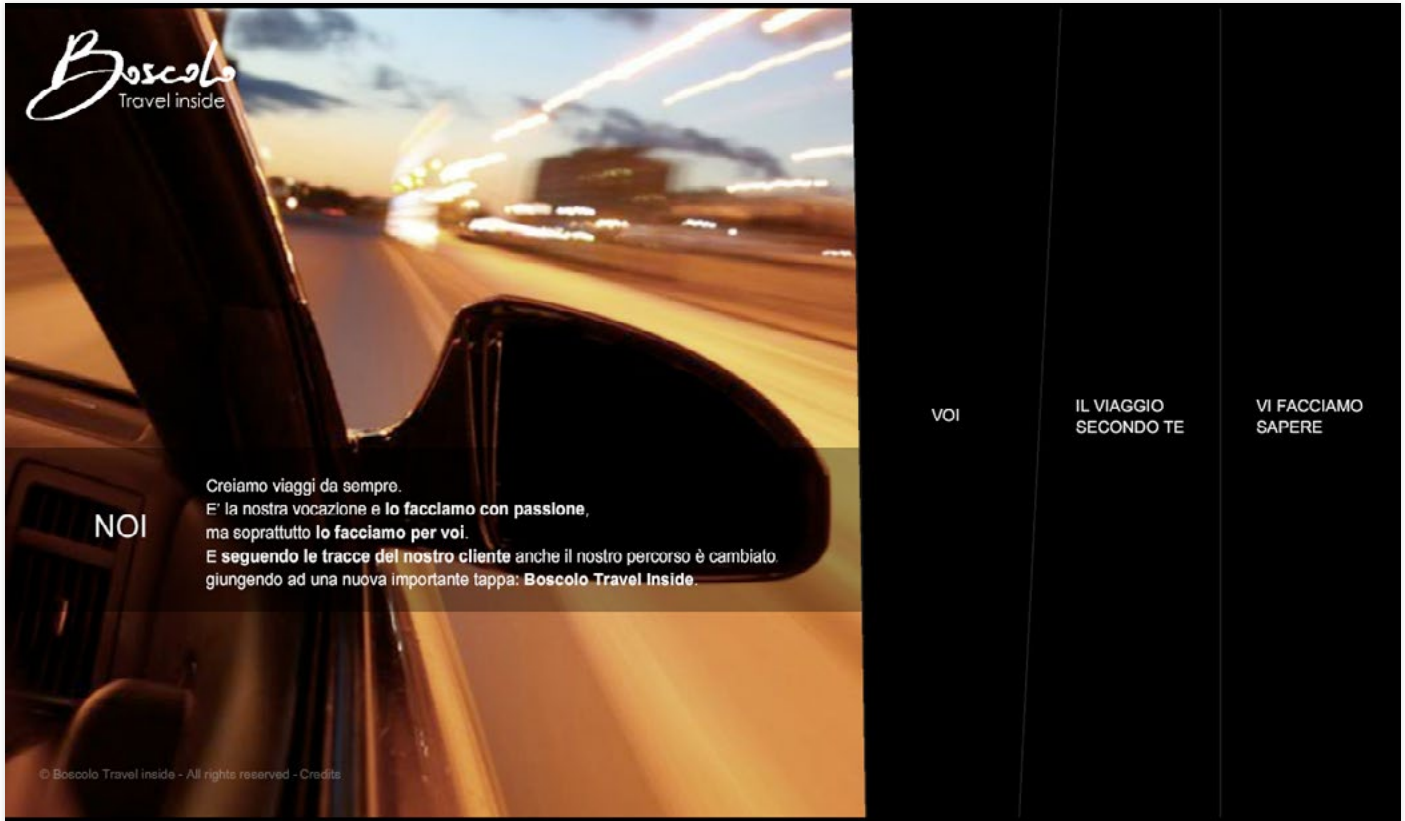 Boscolo
Travel inside
NOI
Creiamo viaggi da sempre.
E' la nostra vocazione e lo facciamo con passione,
ma soprattutto lo facciamo per voi.
E seguendo le tracce del nostro cliente anche il nostro percorso è cambiato,
giungendo ad una nuova importante tappa: Boscolo Travel Inside.
VOI
IL VIAGGIO
SECONDO TE
VI FACCIAMO
SAPERE
© Boscolo Travel inside - All rights reserved - Credits